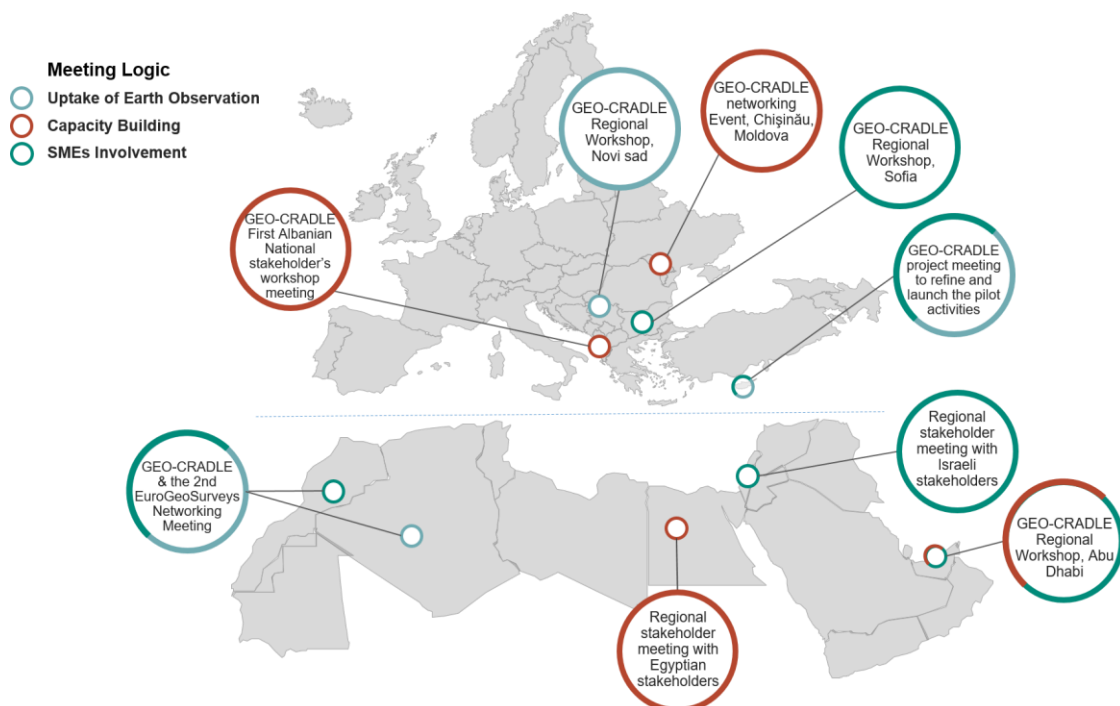 Meeting Logic
Uptake of Earth Observation
Capacity Building
SMEs Involvement
GEO-CRADLE
Regional
Workshop,
Novi sad
GEO-CRADLE
networking
Event, Chişinău,
Moldova
GEO-CRADLE
Regional
Workshop,
Sofia
GEO-CRADLE
First Albanian
National
stakeholder's
workshop
meeting
GEO-CRADLE
project meeting
to refine and
launch the pilot
activities
GEO-CRADLE
& the 2nd
EuroGeoSurveys
Networking
Meeting
Regional
stakeholder
meeting with
Israeli
stakeholders
GEO-CRADLE
Regional
Workshop, Abu
Dhabi
Regional
stakeholder
meeting with
Egyptian
stakeholders